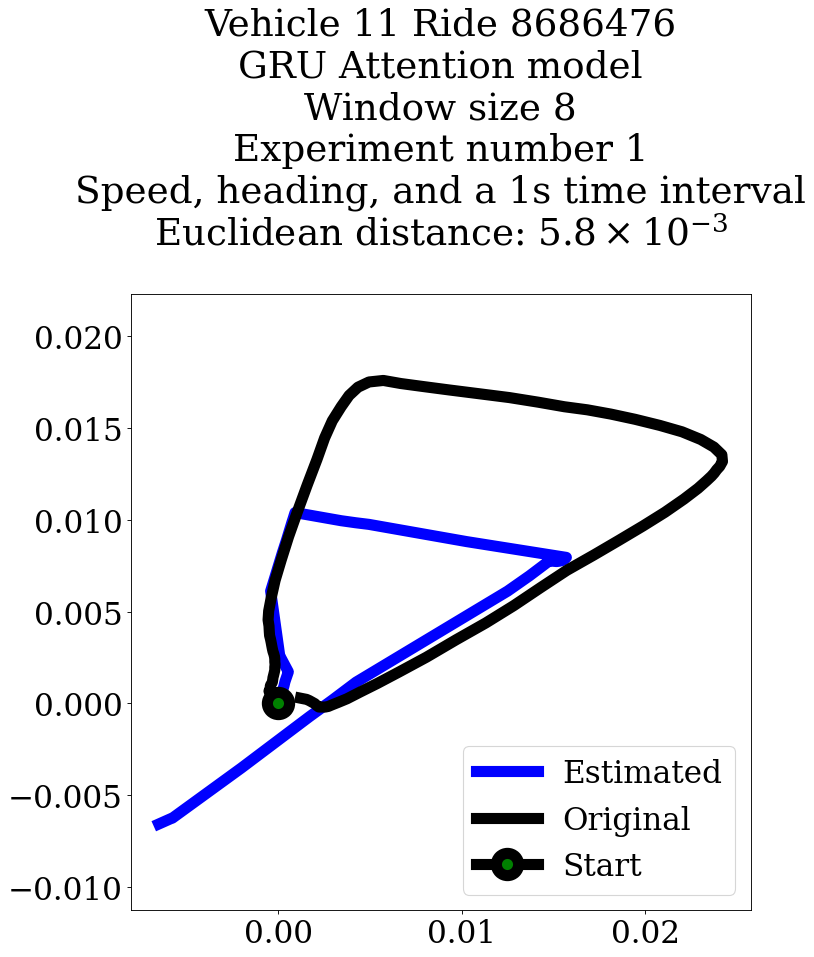 Vehicle 11 Ride 8686476
GRU Attention model
Window size 8
Experiment number 1
Speed, heading, and a 1s time interval
Euclidean distance: 5.8 × 10⁻³
0.020
0.015
0.010
0.005
0.000
−0.005
−0.010
Estimated
Original
Start
0.00 0.01 0.02